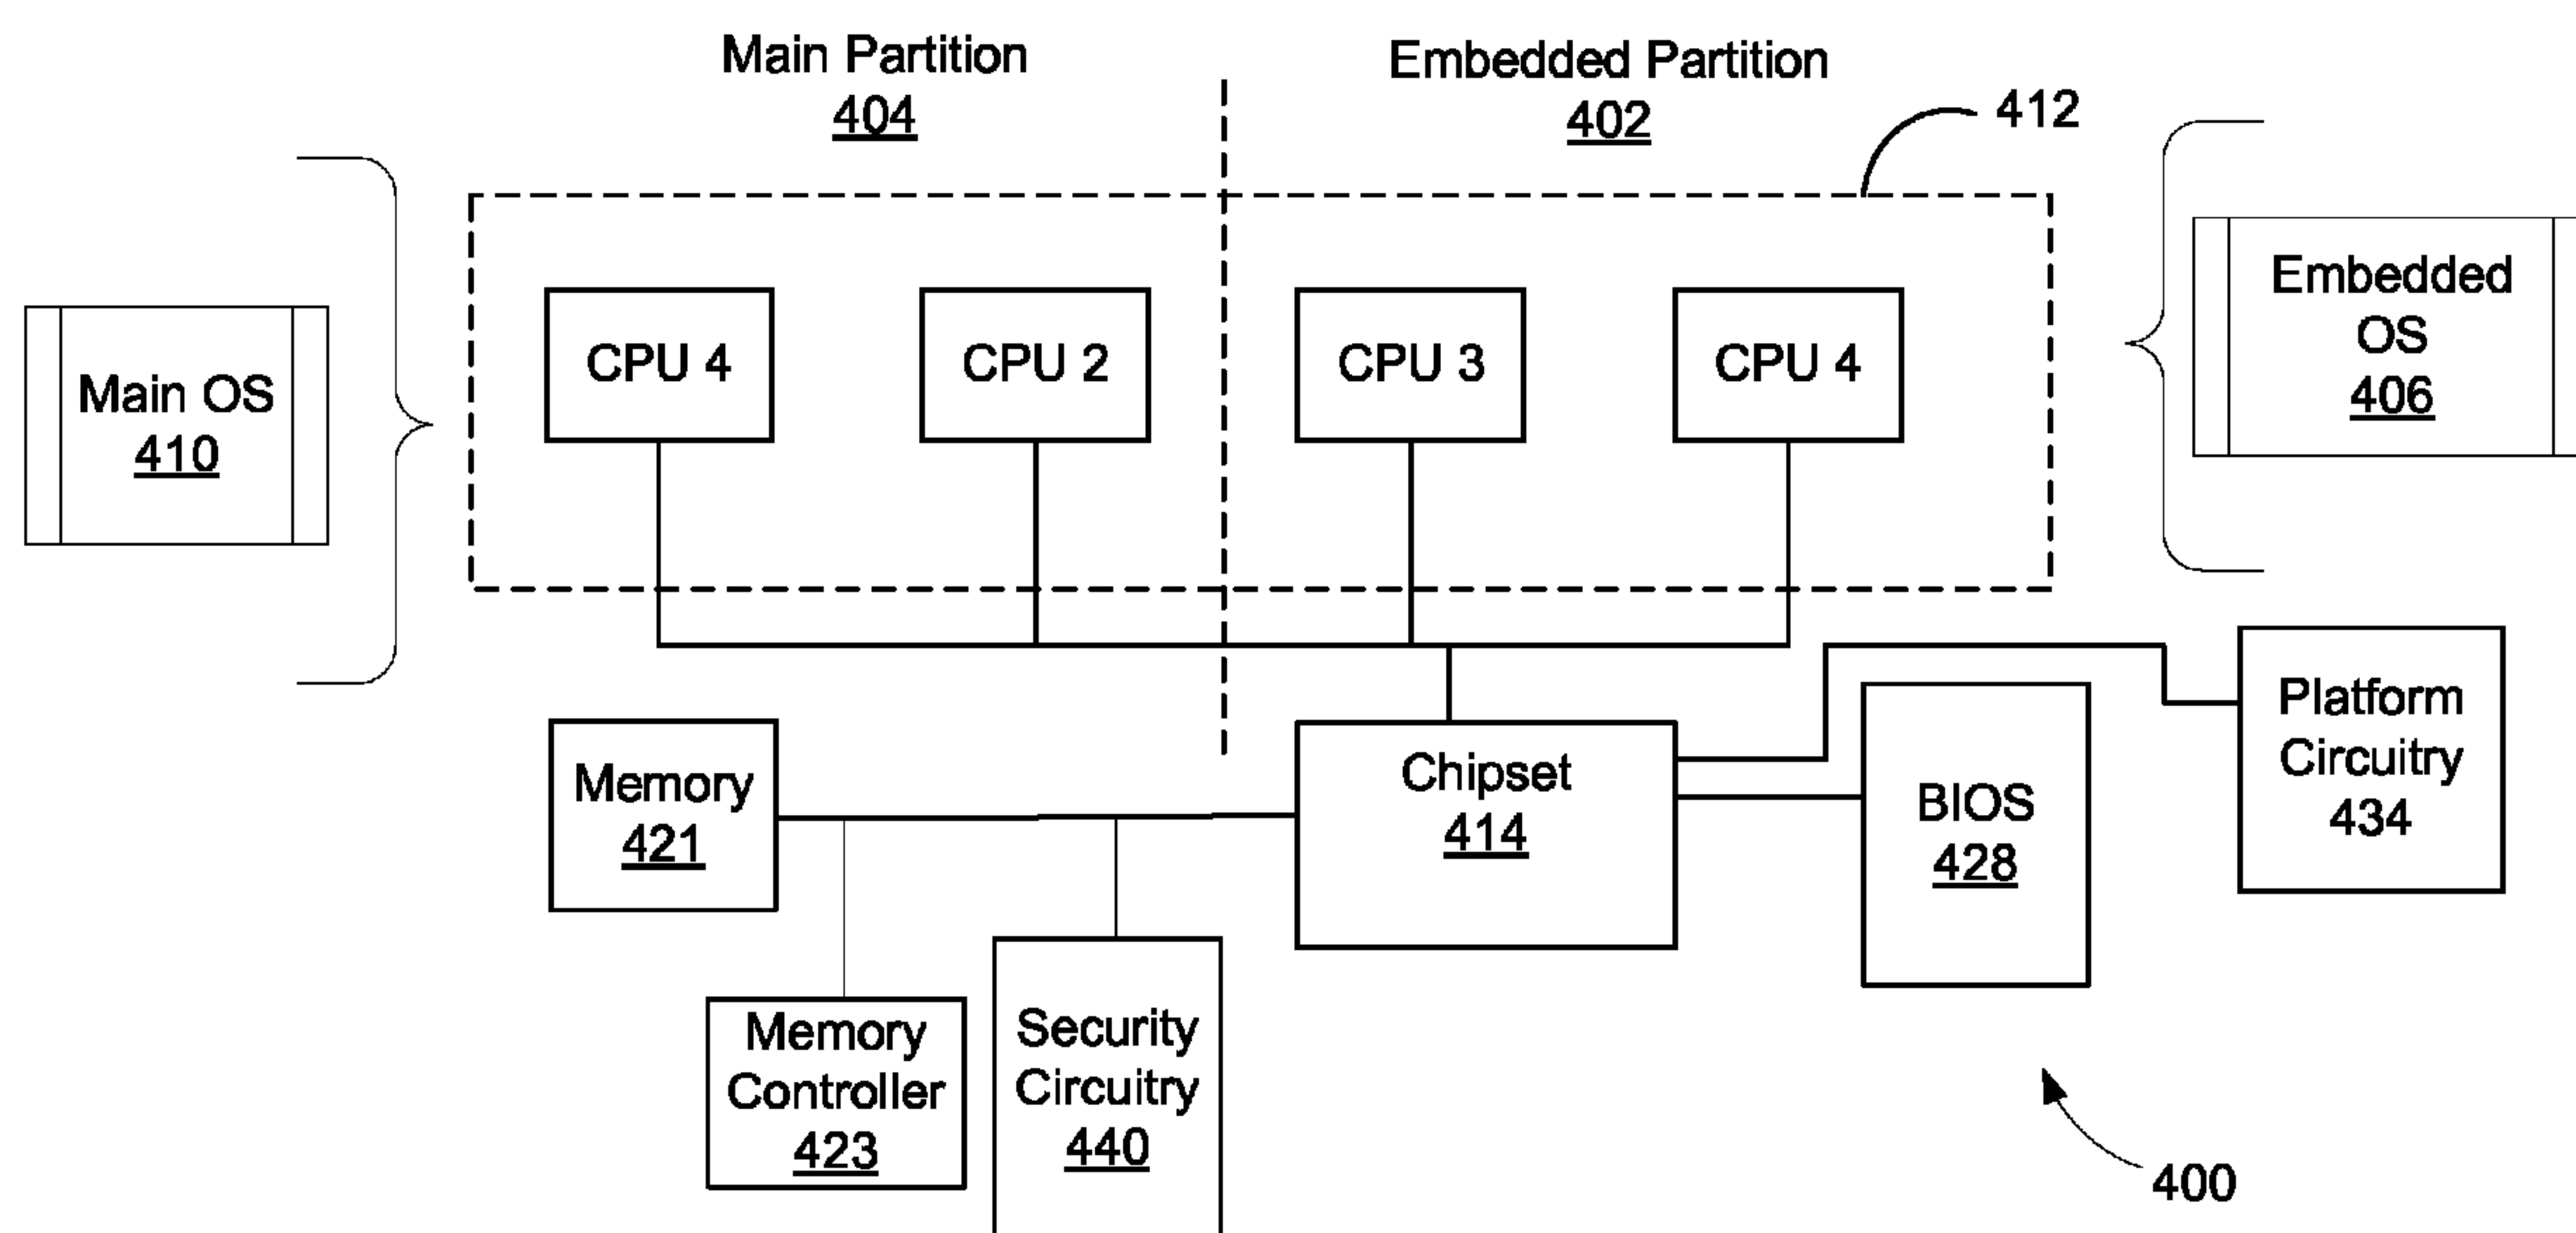 Main Partition
404
Embedded Partition
402
412
Main OS
410
CPU 4
CPU 2
CPU 3
CPU 4
Embedded
OS
406
Memory
421
Chipset
414
BIOS
428
Platform
Circuitry
434
Memory
Controller
423
Security
Circuitry
440
400